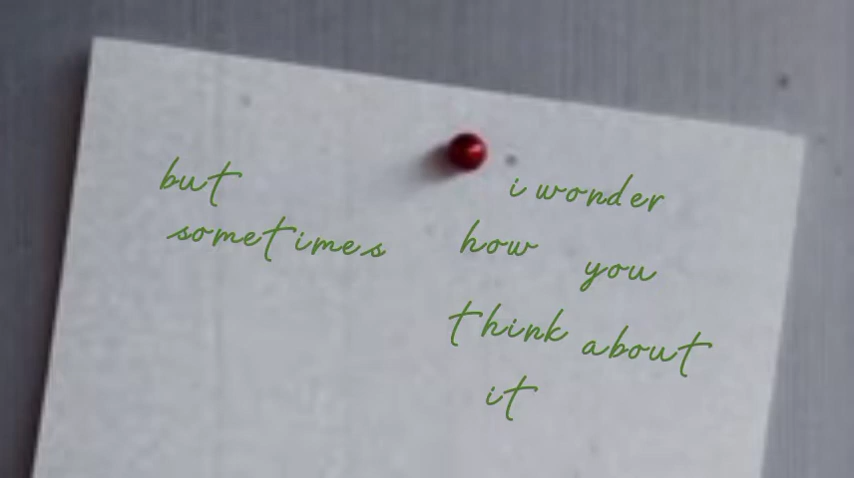 but
sometimes
i wonder
how you
think about
it